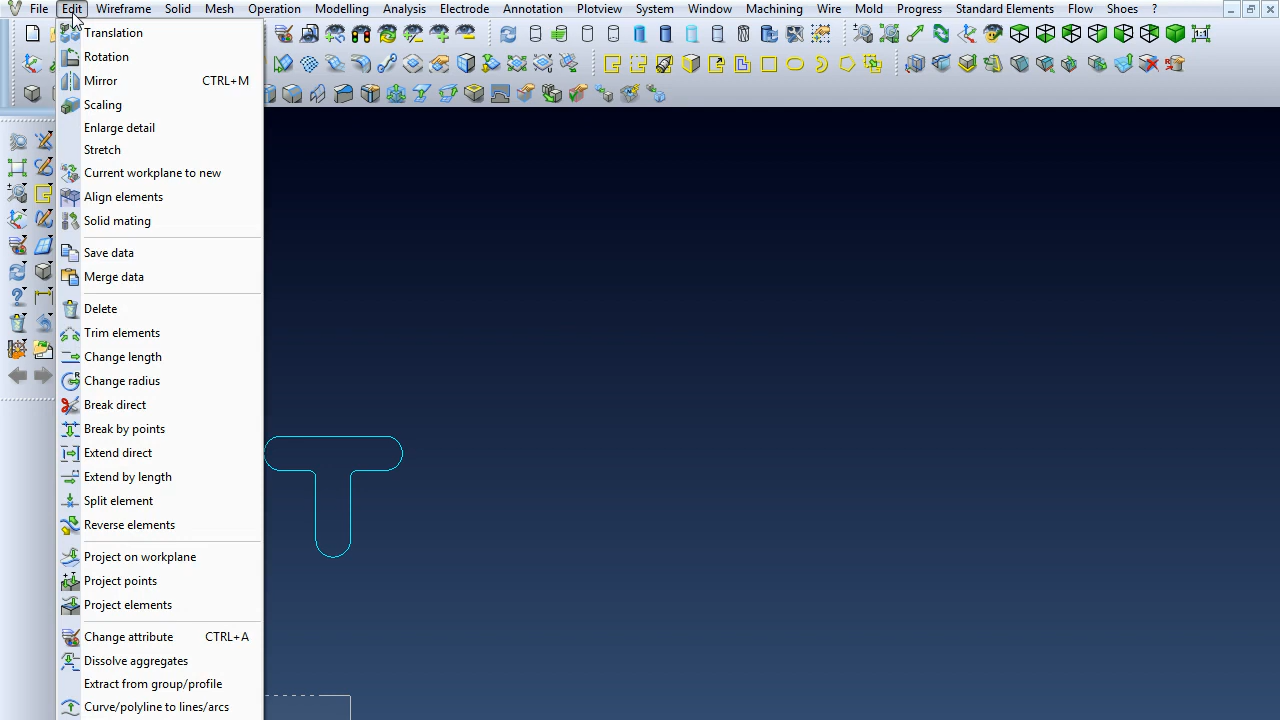 File Edit Wireframe Solid Mesh Operation Modelling Analysis Electrode Annotation Plotview System Window Machining Wire Mold Progress Standard Elements Flow Shoes ?
Translation
Rotation
Mirror CTRL+M
Scaling
Enlarge detail
Stretch
Current workplane to new
Align elements
Solid mating
Save data
Merge data
Delete
Trim elements
Change length
Change radius
Break direct
Break by points
Extend direct
Extend by length
Split element
Reverse elements
Project on workplane
Project points
Project elements
Change attribute CTRL+A
Dissolve aggregates
Extract from group/profile
Curve/polyline to lines/arcs